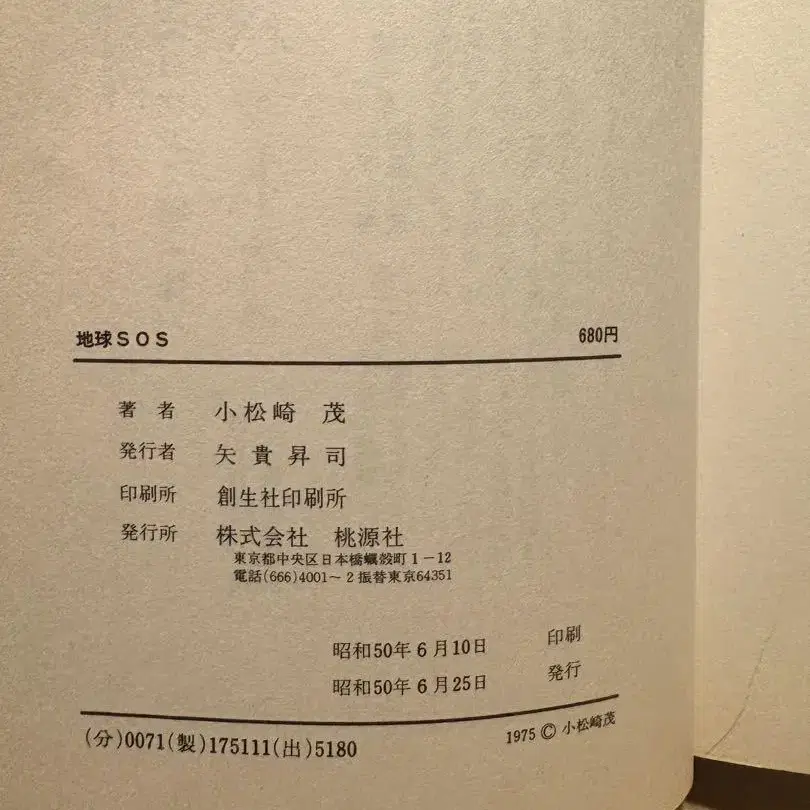 地球SOS 680円
著者 小松崎 茂
発行者 矢貴昇司
印刷所 創生社印刷所
発行所 株式会社 桃源社
東京都中央区日本橋蠣殻町1-12
電話(666)4001~2振替東京64351
昭和50年6月10日 印刷
昭和50年6月25日 発行
(分)0071(製)175111(出)5180
1975 © 小松崎茂